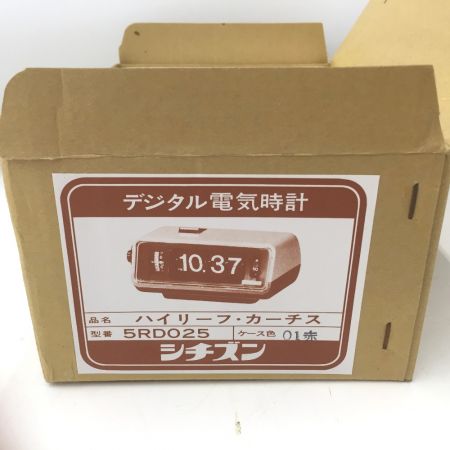 デジタル電気時計
10.37
品名 ハイリーフ・カーチス
型番 5RD025 ケース色 01赤
シチズン